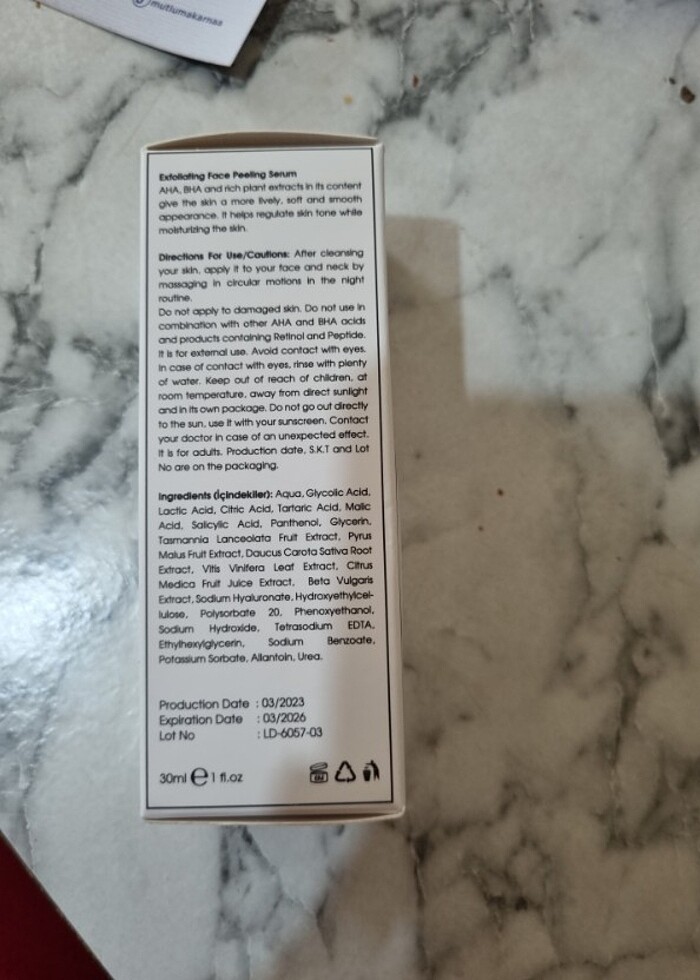 mutlumakarnaa
Exfoliating Face Peeling Serum
AHA, BHA and rich plant extracts in its content
give the skin a more lively, soft and smooth
appearance. It helps regulate skin tone while
moisturizing the skin.
Directions For Use/Cautions: After cleansing
your skin, apply it to your face and neck by
massaging in circular motions in the night
routine.
Do not apply to damaged skin. Do not use in
combination with other AHA and BHA acids
and products containing Retinol and Peptide.
It is for external use. Avoid contact with eyes.
In case of contact with eyes, rinse with plenty
of water. Keep out of reach of children, at
room temperature, away from direct sunlight
and in its own package. Do not go out directly
to the sun, use it with your sunscreen. Contact
your doctor in case of an unexpected effect.
It is for adults. Production date, S.K.T and Lot
No are on the packaging.
Ingredients (İçindekiler): Aqua, Glycolic Acid,
Lactic Acid, Citric Acid, Tartaric Acid, Malic
Acid, Salicylic Acid, Panthenol, Glycerin,
Tasmannia Lanceolata Fruit Extract, Pyrus
Malus Fruit Extract, Daucus Carota Sativa Root
Extract, Vitis Vinifera Leaf Extract, Citrus
Medica Fruit Juice Extract, Beta Vulgaris
Extract, Sodium Hyaluronate, Hydroxyethylcel-
lulose, Polysorbate 20, Phenoxyethanol,
Sodium Hydroxide, Tetrasodium EDTA,
Ethylhexylglycerin, Sodium Benzoate,
Potassium Sorbate, Allantoin, Urea.
Production Date : 03/2023
Expiration Date : 03/2026
Lot No : LD-6057-03
30ml e 1 fl.oz